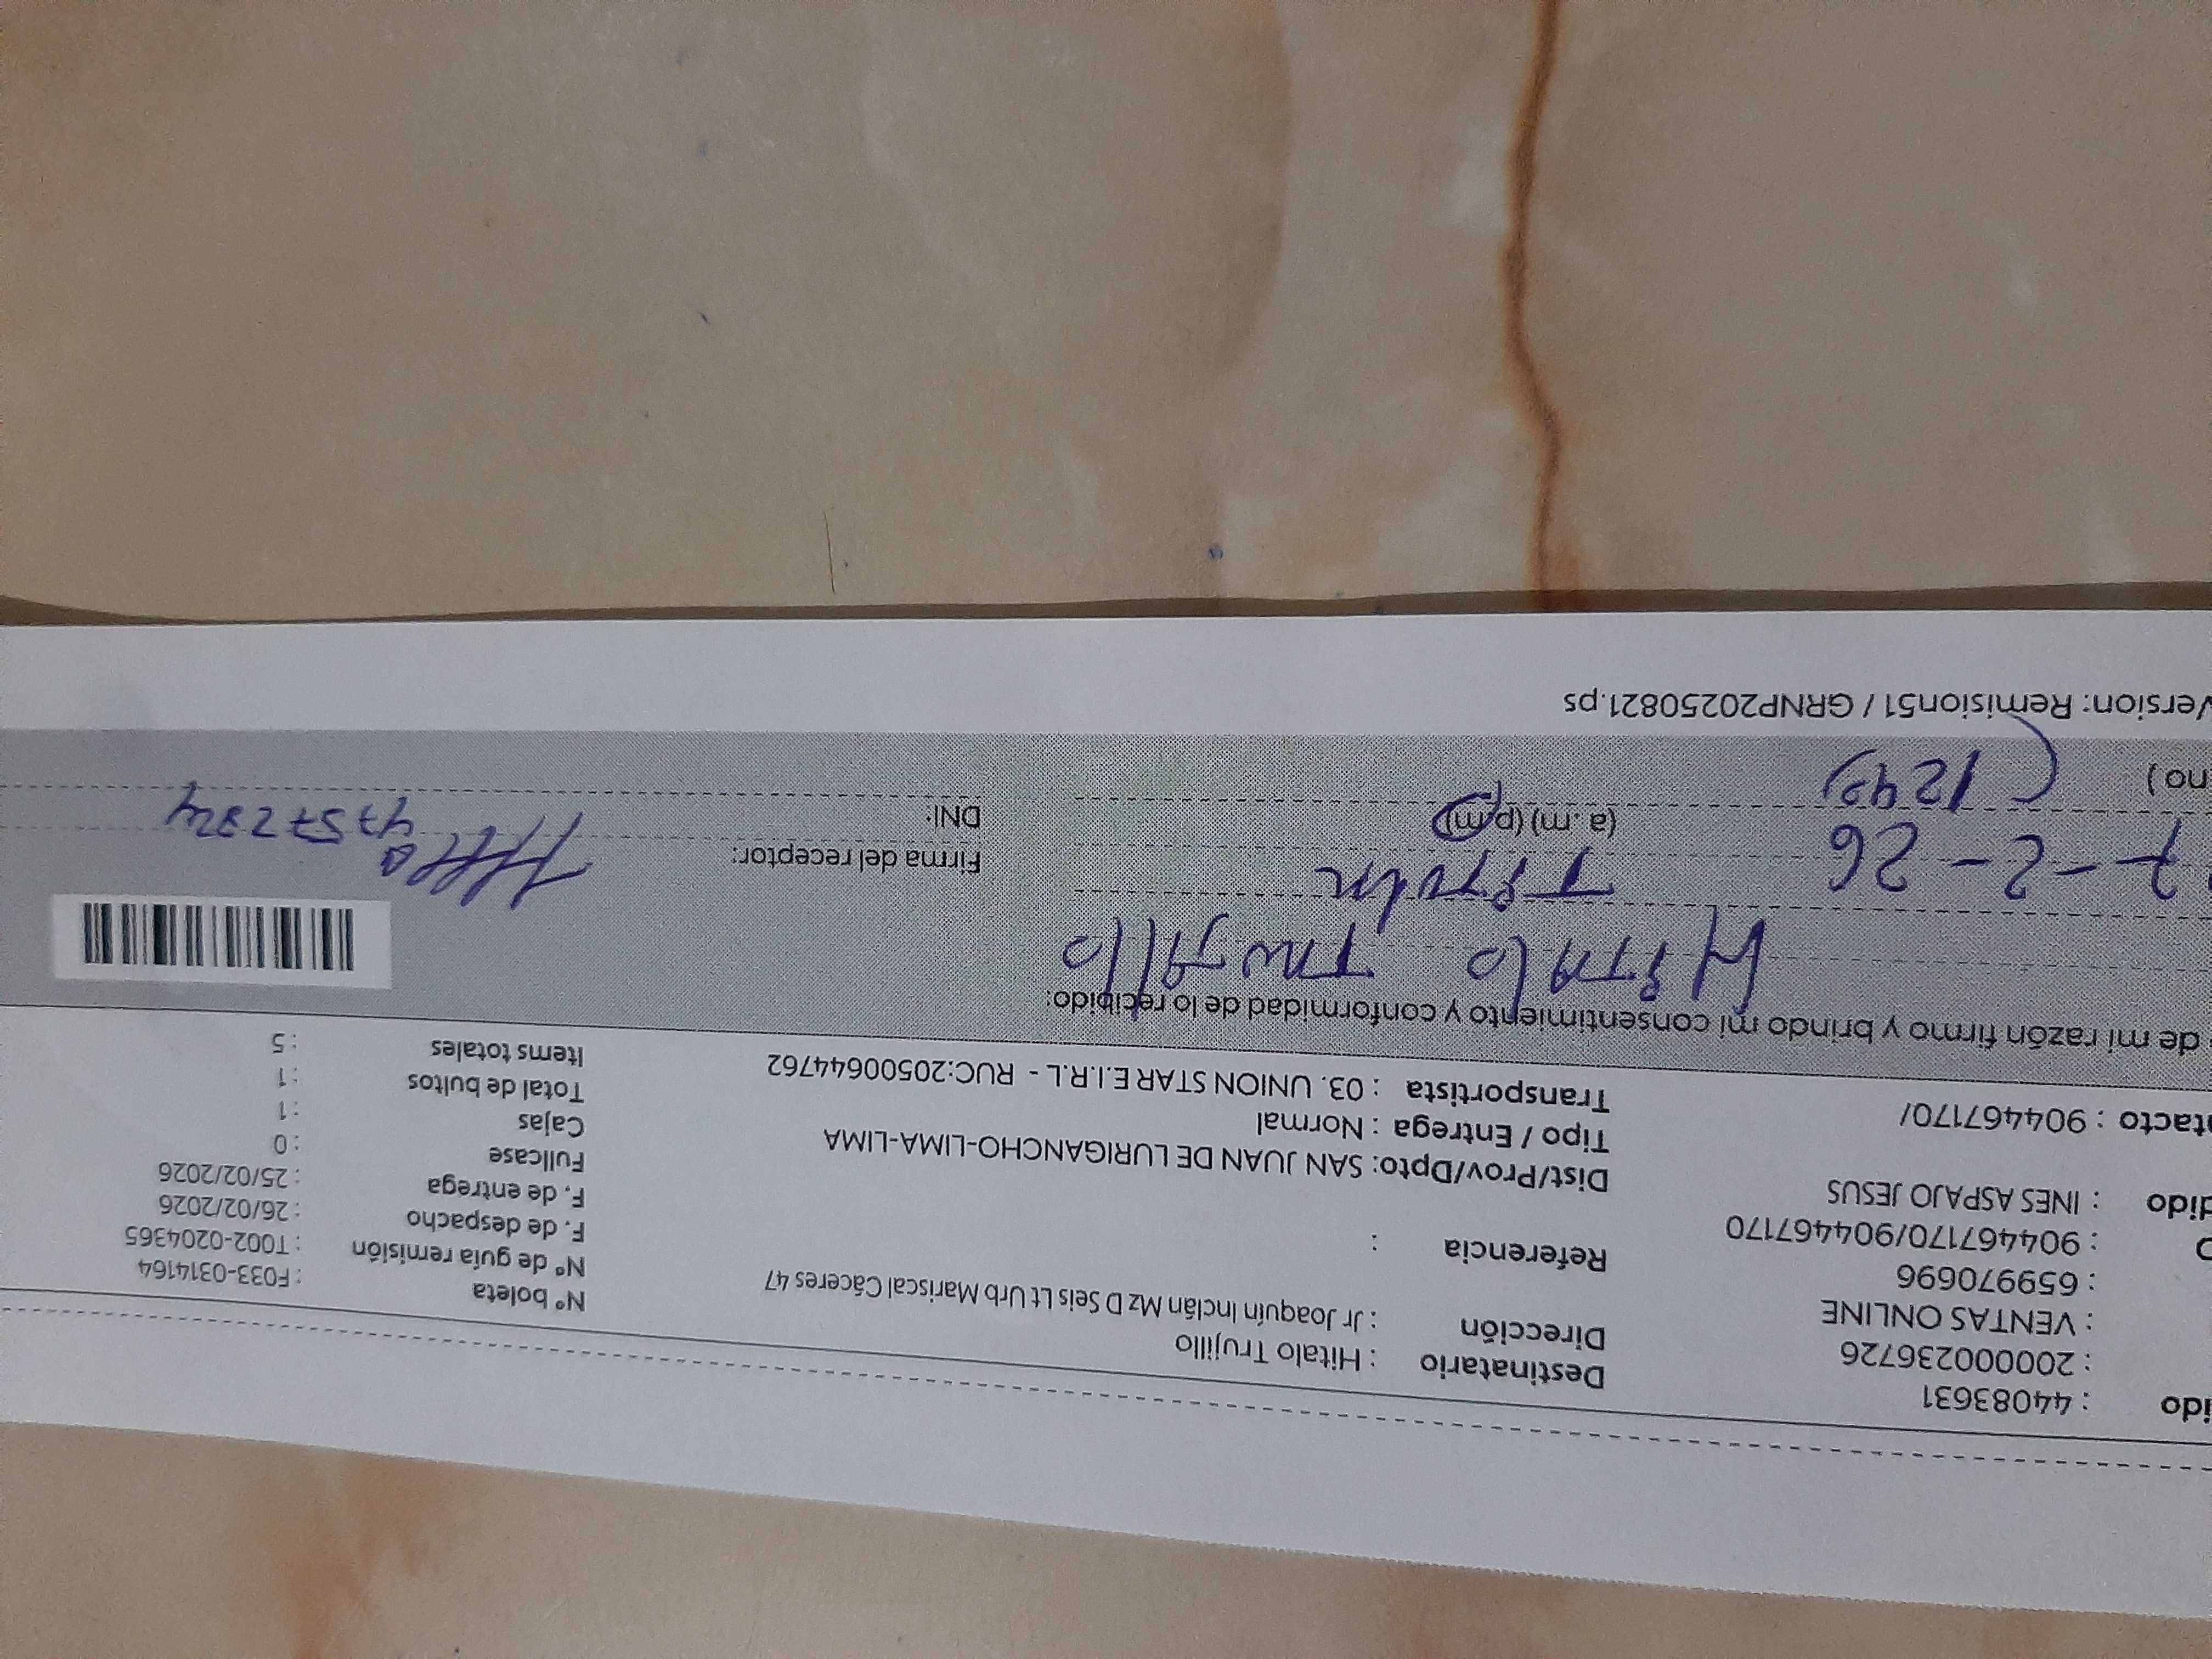 ido : 44083631
: 200000236726
: VENTAS ONLINE
: 659970696
O : 904467170/904467170
dido : INES ASPAJO JESUS
tacto : 904467170/
Destinatario : Hitalo Trujillo
Dirección : Jr Joaquín Inclán Mz D Seis Lt Urb Mariscal Cáceres 47
Referencia :
Dist/Prov/Dpto: SAN JUAN DE LURIGANCHO-LIMA-LIMA
Tipo / Entrega : Normal
Transportista : 03. UNION STAR E.I.R.L - RUC:20500644762
N° boleta : F033-0314164
N° de guía remisión : T002-0204365
F. de despacho : 26/02/2026
F. de entrega : 25/02/2026
Fullcase : 0
Cajas : 1
Total de bultos : 1
Items totales : 5
de mi razón firmo y brindo mi consentimiento y conformidad de lo recibido:
HiTAlo TruJillo
7-2-26 Titular
Firma del receptor:
no) (1242 (a.m) (p.m)
DNI: 47572324
Version: Remision51 / GRNP20250821.ps